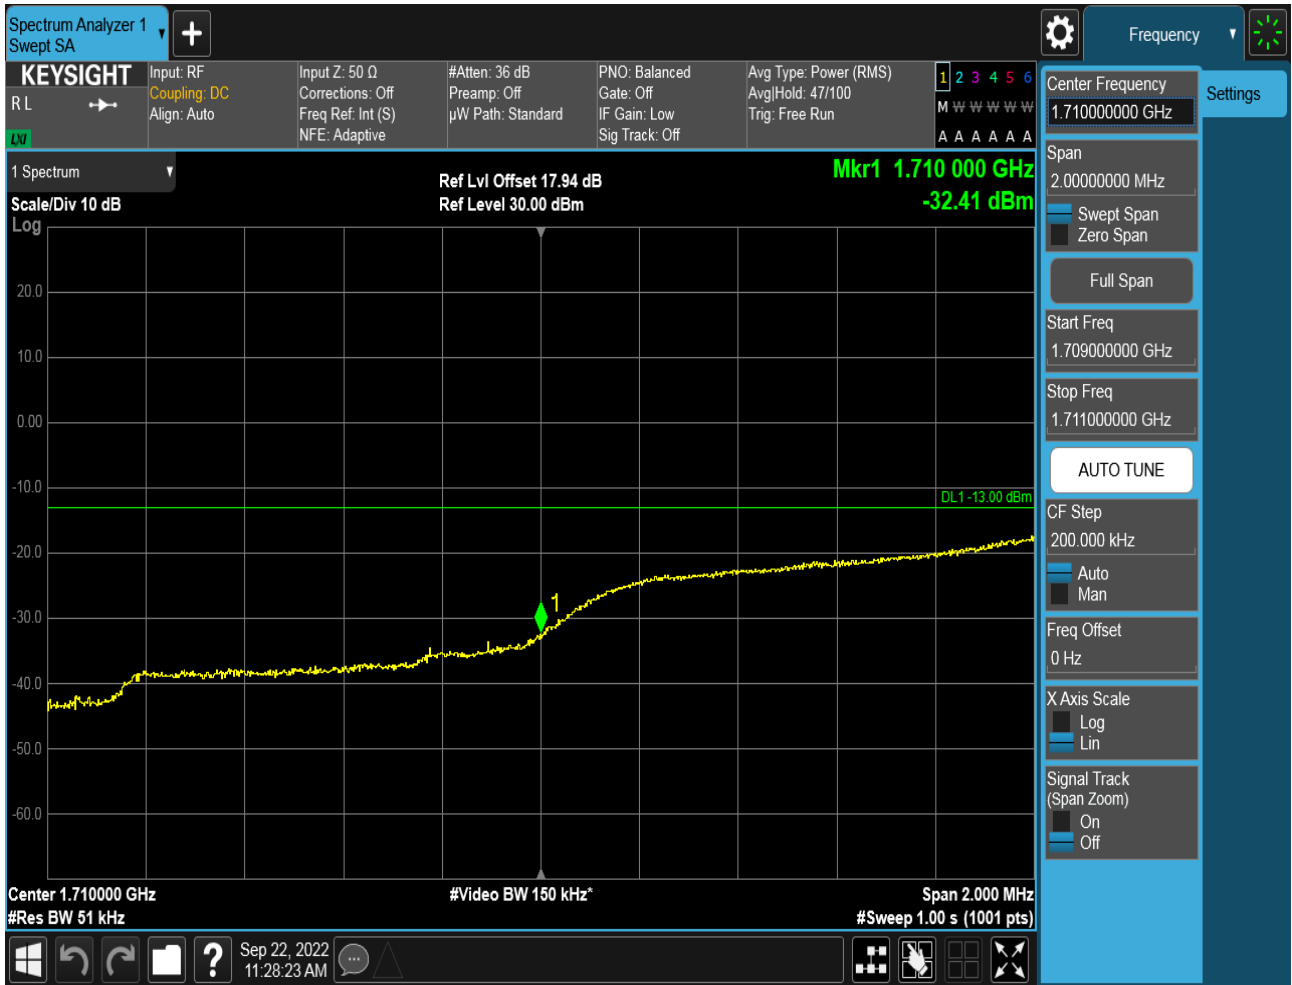 Spectrum Analyzer 1
Swept SA
Frequency
KEYSIGHT
R L
LXI
Input: RF
Coupling: DC
Align: Auto
Input Z: 50 Ω
Corrections: Off
Freq Ref: Int (S)
NFE: Adaptive
#Atten: 36 dB
Preamp: Off
µW Path: Standard
PNO: Balanced
Gate: Off
IF Gain: Low
Sig Track: Off
Avg Type: Power (RMS)
Avg|Hold: 47/100
Trig: Free Run
1 2 3 4 5 6
M W W W W W
A A A A A A
1 Spectrum
Scale/Div 10 dB
Log
Ref Lvl Offset 17.94 dB
Ref Level 30.00 dBm
Mkr1 1.710 000 GHz
-32.41 dBm
20.0
10.0
0.00
-10.0
-20.0
-30.0
-40.0
-50.0
-60.0
DL1 -13.00 dBm
1
Center 1.710000 GHz
#Res BW 51 kHz
#Video BW 150 kHz*
Span 2.000 MHz
#Sweep 1.00 s (1001 pts)
Center Frequency
1.710000000 GHz
Settings
Span
2.00000000 MHz
Swept Span
Zero Span
Full Span
Start Freq
1.709000000 GHz
Stop Freq
1.711000000 GHz
AUTO TUNE
CF Step
200.000 kHz
Auto
Man
Freq Offset
0 Hz
X Axis Scale
Log
Lin
Signal Track
(Span Zoom)
On
Off
?
Sep 22, 2022
11:28:23 AM